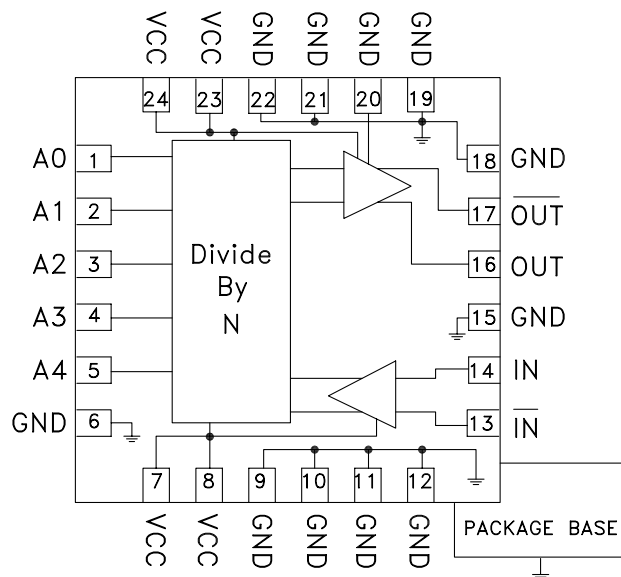 VCC VCC GND GND GND GND
24 23 22 21 20 19
A0 1
A1 2
A2 3
A3 4
A4 5
GND 6
Divide
By
N
18 GND
17 OUT
16 OUT
15 GND
14 IN
13 IN
7 8 9 10 11 12
VCC VCC GND GND GND GND
PACKAGE BASE